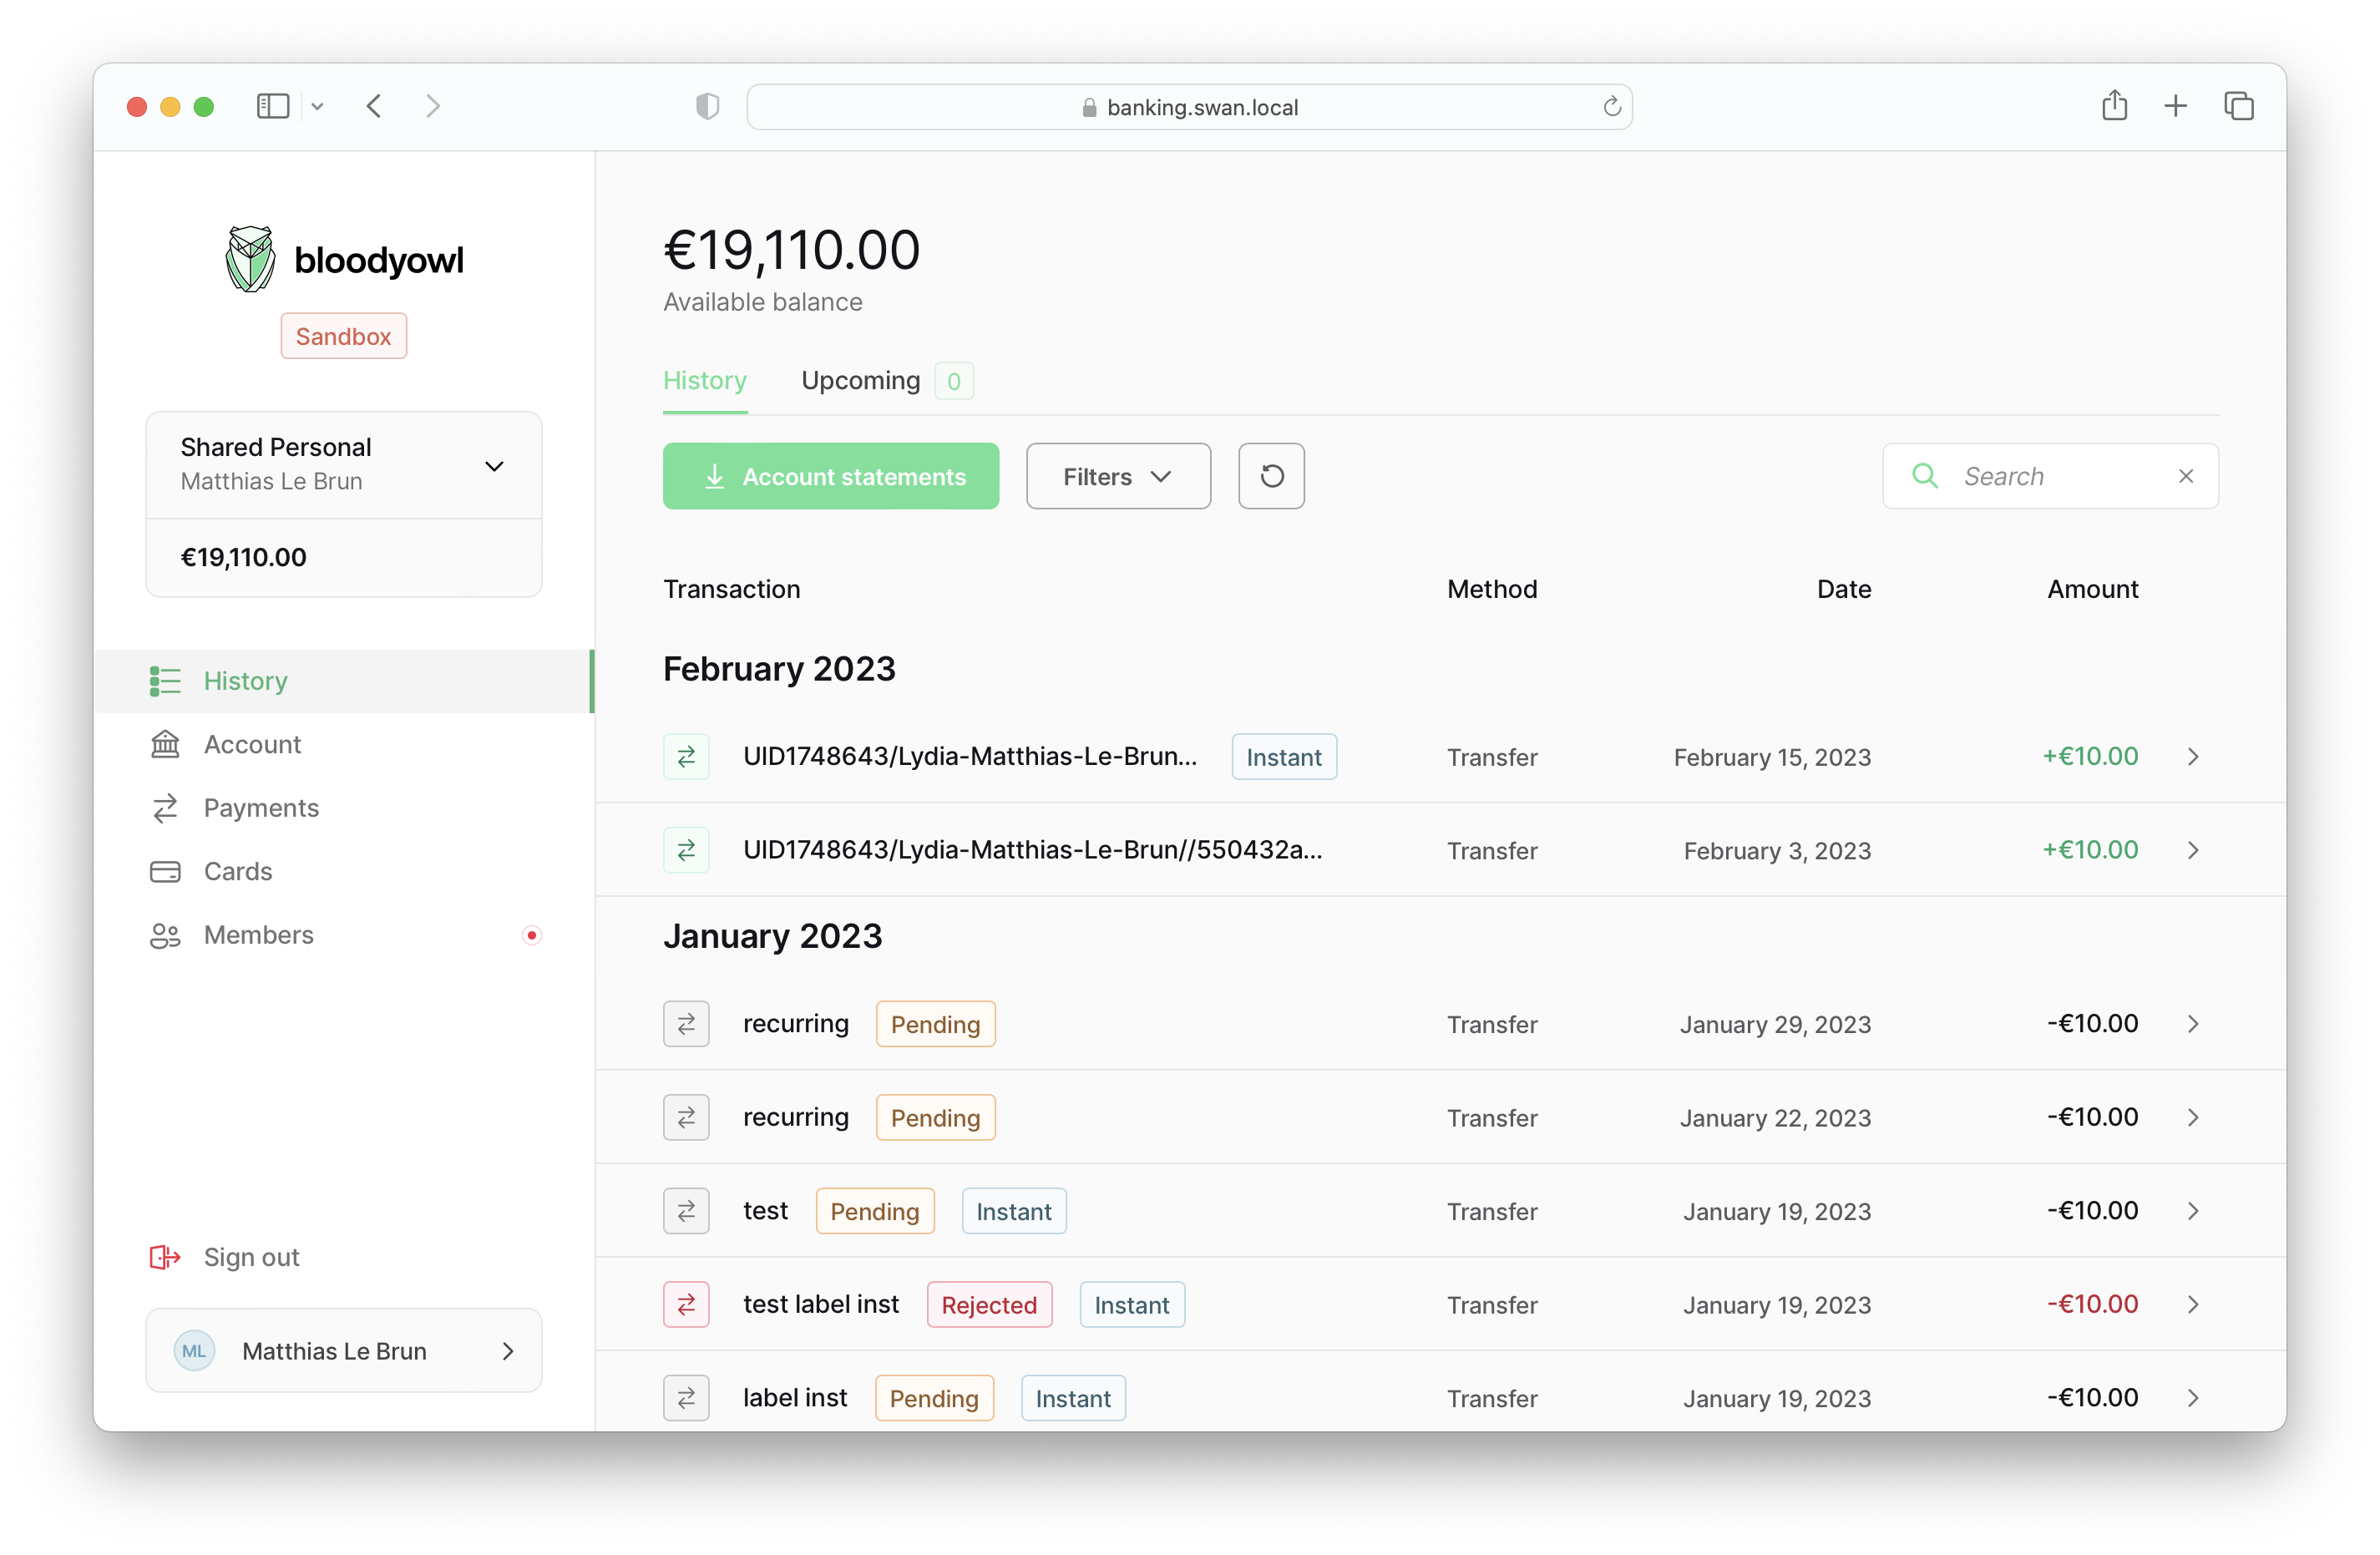 banking.swan.local
bloodyowl
Sandbox
Shared Personal
Matthias Le Brun
€19,110.00
History
Account
Payments
Cards
Members
Sign out
ML Matthias Le Brun
€19,110.00
Available balance
History Upcoming 0
Account statements Filters Search
Transaction Method Date Amount
February 2023
UID1748643/Lydia-Matthias-Le-Brun... Instant Transfer February 15, 2023 +€10.00
UID1748643/Lydia-Matthias-Le-Brun//550432a... Transfer February 3, 2023 +€10.00
January 2023
recurring Pending Transfer January 29, 2023 -€10.00
recurring Pending Transfer January 22, 2023 -€10.00
test Pending Instant Transfer January 19, 2023 -€10.00
test label inst Rejected Instant Transfer January 19, 2023 -€10.00
label inst Pending Instant Transfer January 19, 2023 -€10.00